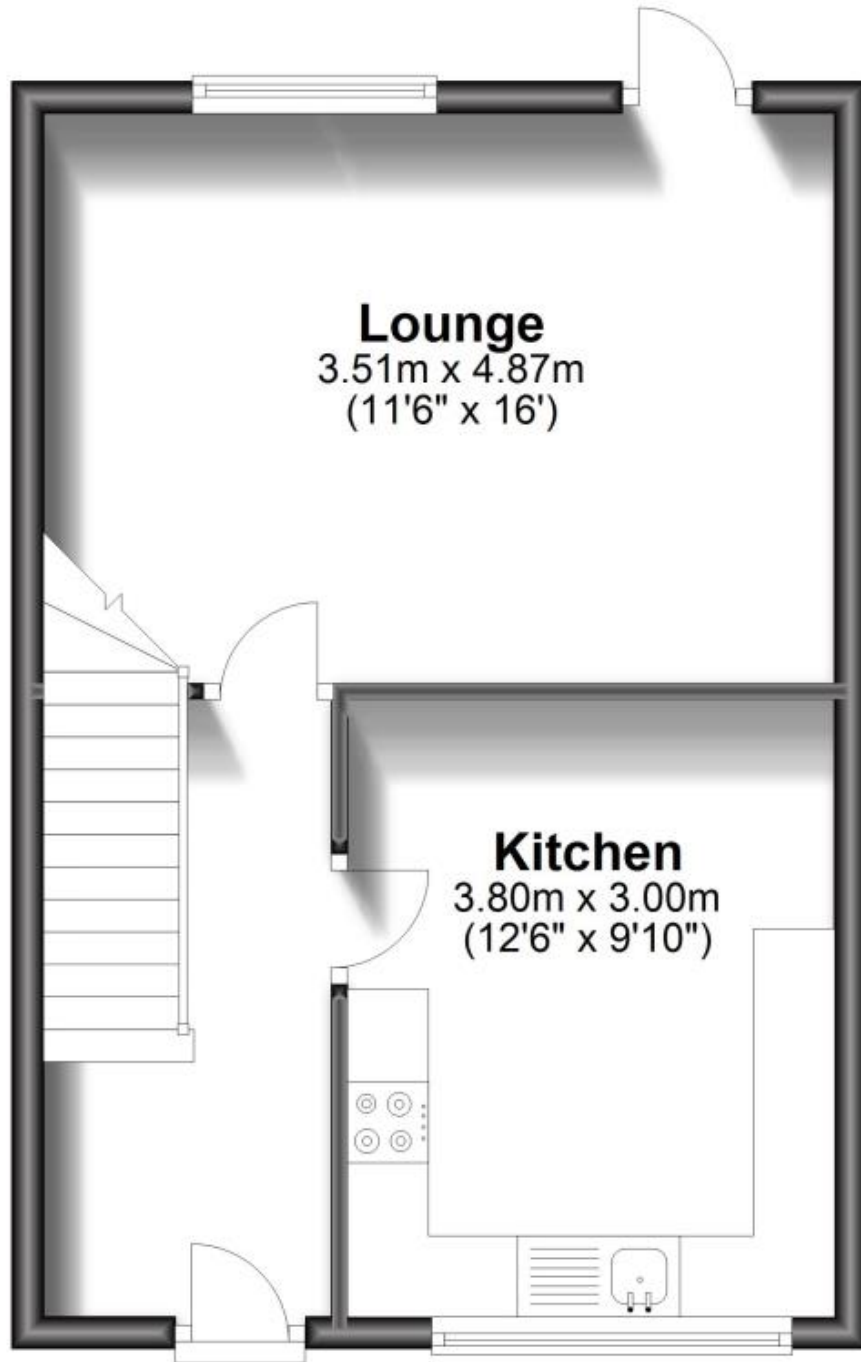 Lounge
3.51m x 4.87m
(11'6" x 16')
Kitchen
3.80m x 3.00m
(12'6" x 9'10")